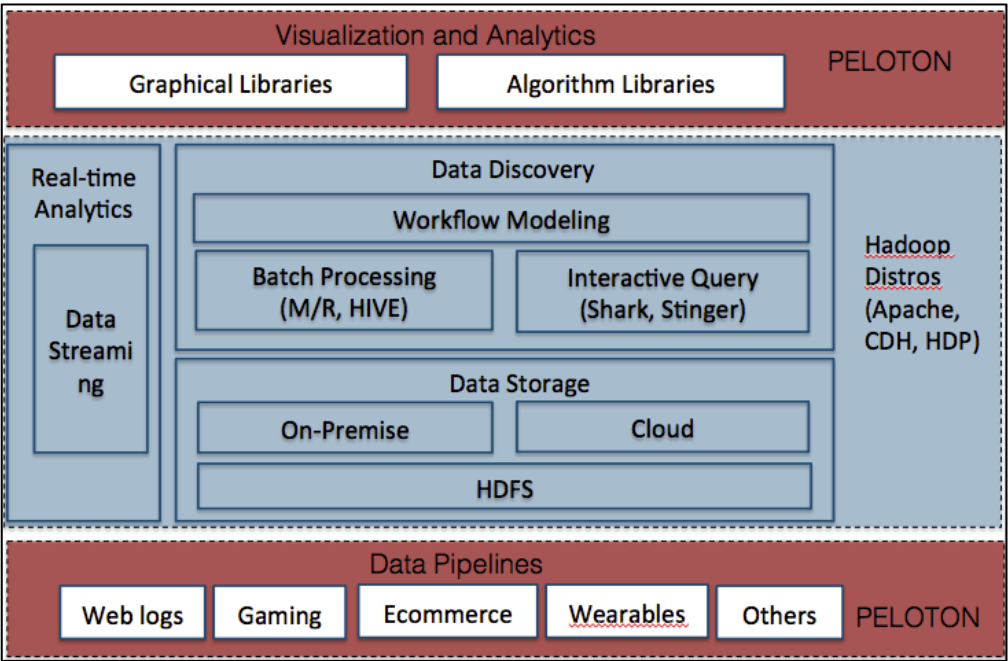 Visualization and Analytics
PELOTON
Graphical Libraries
Algorithm Libraries
Real-time
Analytics
Data
Streami
ng
Data Discovery
Workflow Modeling
Batch Processing
(M/R, HIVE)
Interactive Query
(Shark, Stinger)
Data Storage
On-Premise
Cloud
HDFS
Hadoop
Distros
(Apache,
CDH, HDP)
Data Pipelines
Web logs
Gaming
Ecommerce
Wearables
Others
PELOTON